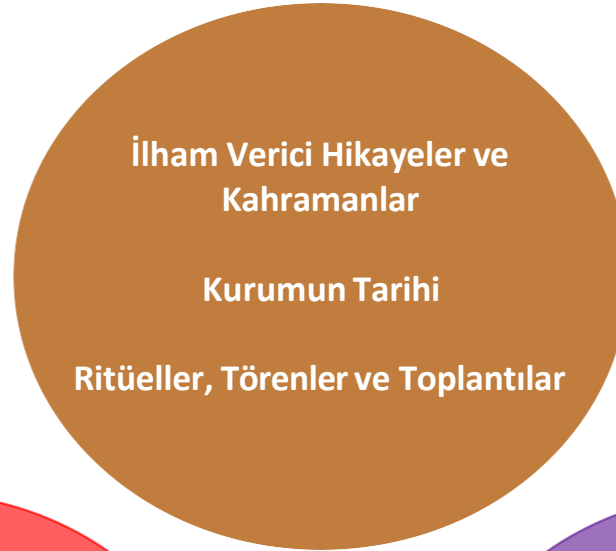 İlham Verici Hikayeler ve
Kahramanlar
Kurumun Tarihi
Ritüeller, Törenler ve Toplantılar